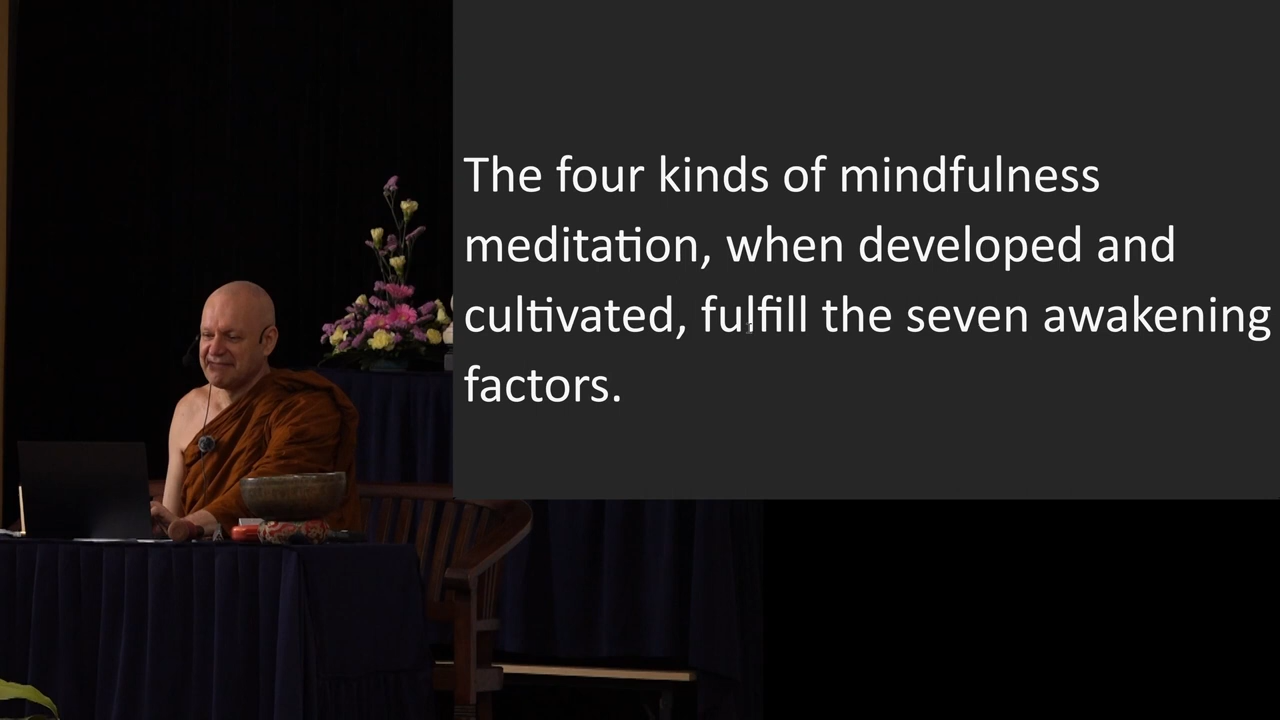 The four kinds of mindfulness
meditation, when developed and
cultivated, fulfill the seven awakening
factors.